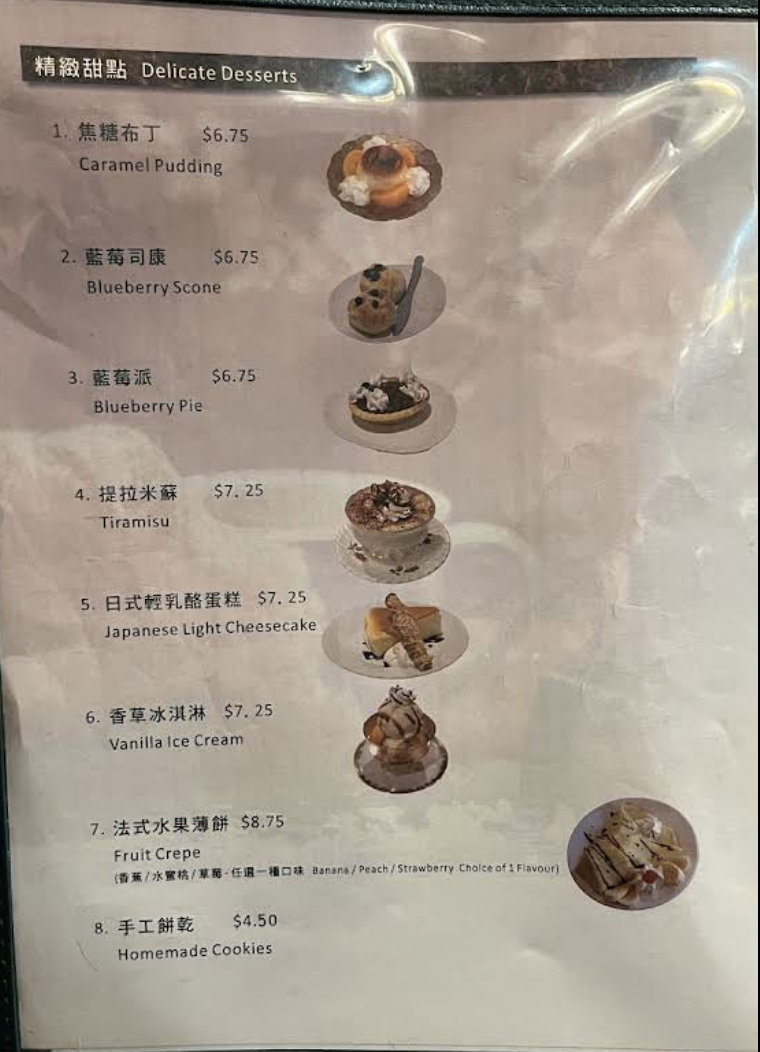 精緻甜點 Delicate Desserts
1. 焦糖布丁 $6.75
Caramel Pudding
2. 藍莓司康 $6.75
Blueberry Scone
3. 藍莓派 $6.75
Blueberry Pie
4. 提拉米蘇 $7.25
Tiramisu
5. 日式輕乳酪蛋糕 $7.25
Japanese Light Cheesecake
6. 香草冰淇淋 $7.25
Vanilla Ice Cream
7. 法式水果薄餅 $8.75
Fruit Crepe
(香蕉/水蜜桃/草莓-任選一種口味 Banana/Peach/Strawberry Choice of 1 Flavour)
8. 手工餅乾 $4.50
Homemade Cookies